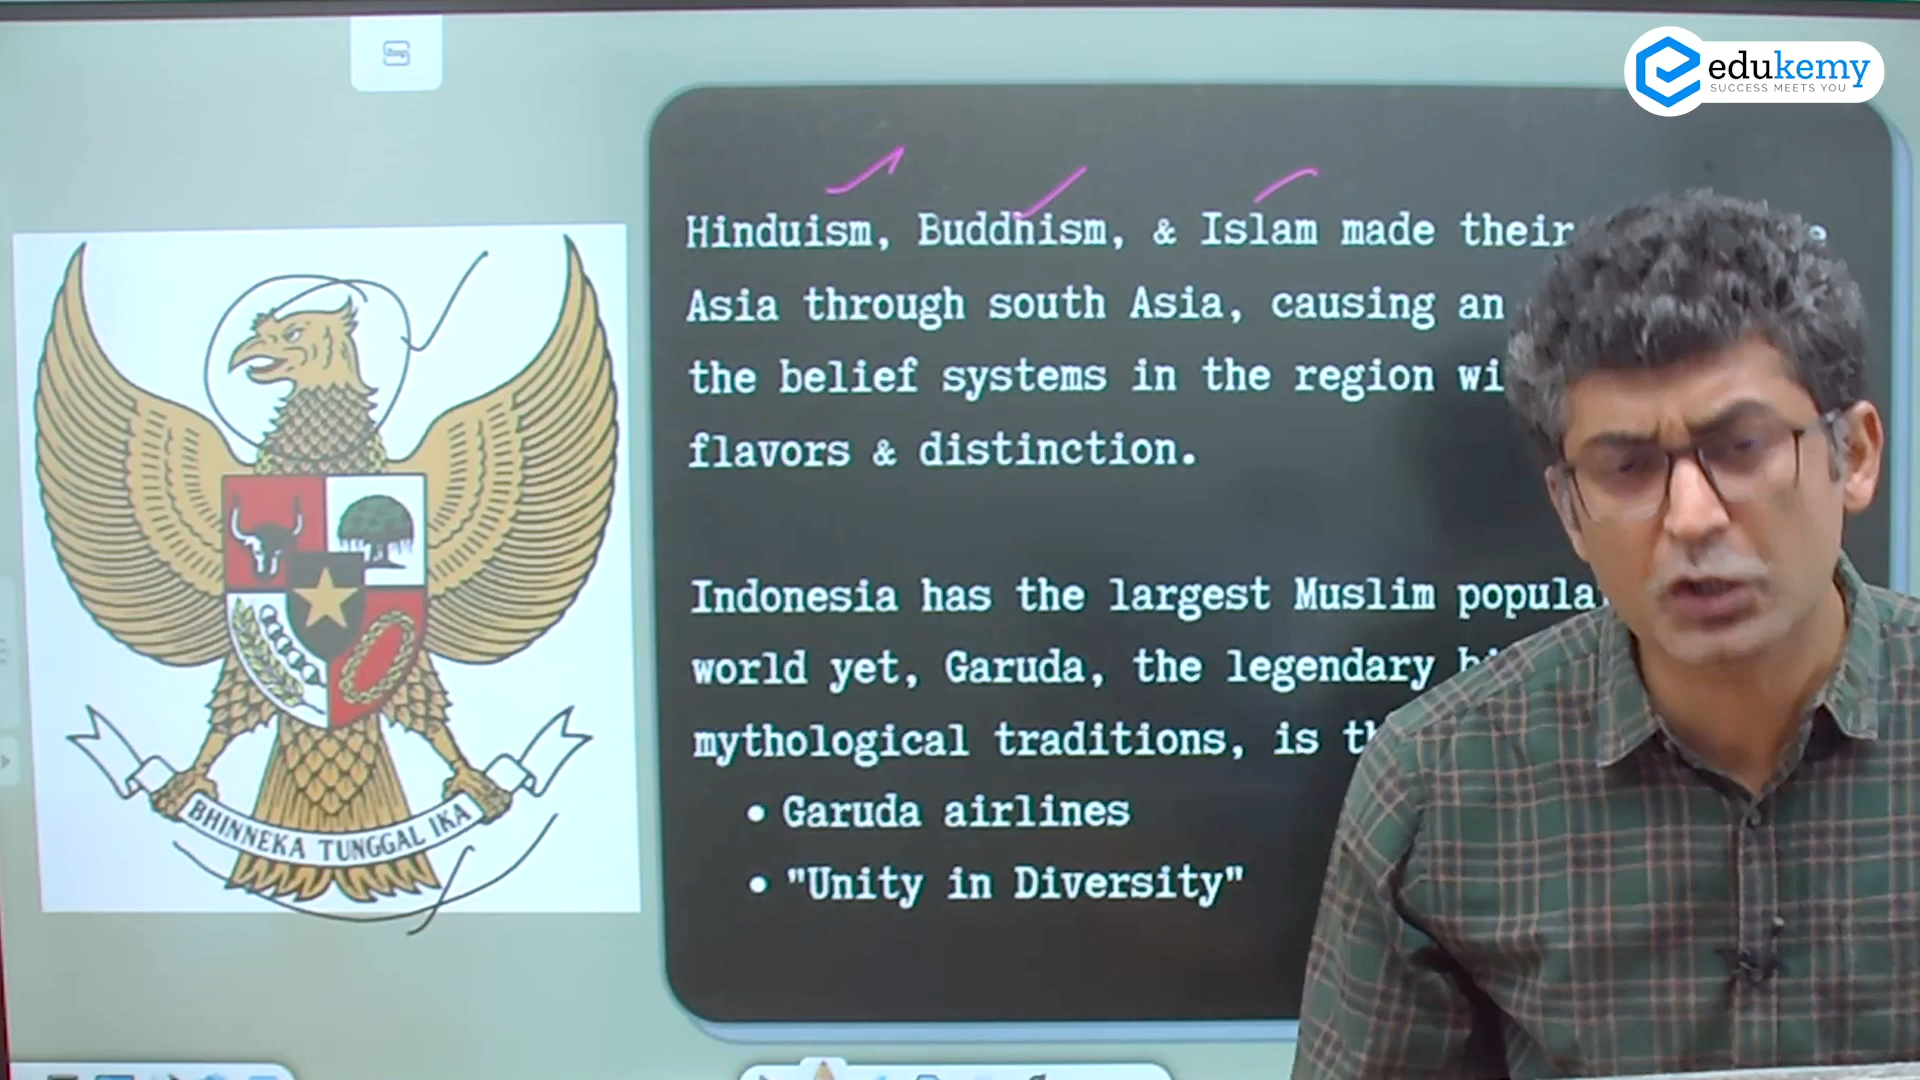 edukemy
SUCCESS MEETS YOU
Hinduism, Buddhism, & Islam made their
Asia through south Asia, causing an
the belief systems in the region
flavors & distinction.
Indonesia has the largest Muslim
world yet, Garuda, the legendary
mythological traditions, is
• Garuda airlines
• "Unity in Diversity"
BHINNEKA TUNGGAL IKA